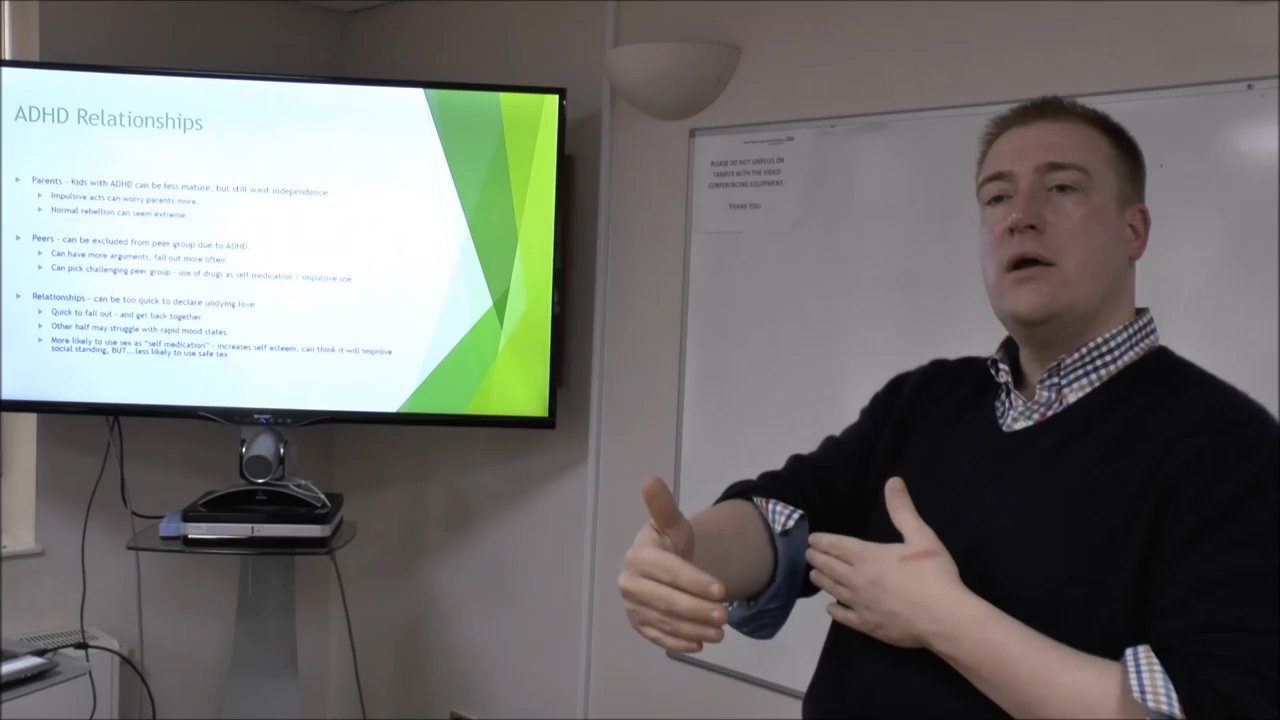 ADHD Relationships
Parents - Kids with ADHD can be less mature, but still want independence.
Impulsive acts can worry parents more.
Normal rebellion can seem extreme
Peers - can be excluded from peer group due to ADHD.
Can have more arguments, fall out more often.
Can pick challenging peer group - use of drugs as self medication / impulsive use
Relationships - can be too quick to declare undying love
Quick to fall out - and get back together
Other half may struggle with rapid mood states.
More likely to use sex as "self medication" - increases self esteem, can think it will improve
social standing, BUT....less likely to use safe sex
PLEASE DO NOT UNPLUG OR
TAMPER WITH THE VIDEO
CONFERENCING EQUIPMENT.
THANK YOU